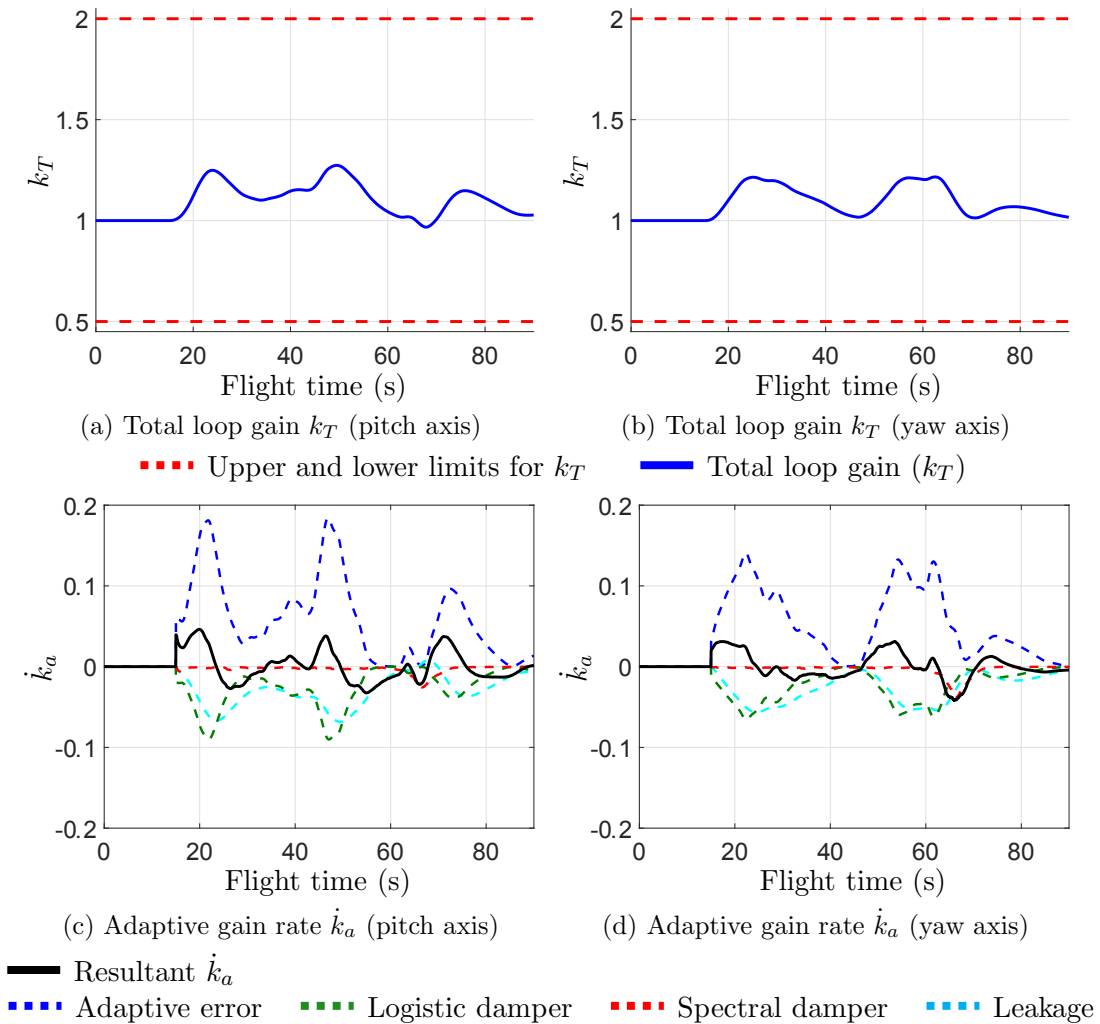 2
1.5
1
0.5
k_T
0 20 40 60 80
Flight time (s)
(a) Total loop gain k_T (pitch axis)
2
1.5
1
0.5
k_T
0 20 40 60 80
Flight time (s)
(b) Total loop gain k_T (yaw axis)
Upper and lower limits for k_T
Total loop gain (k_T)
0.2
0.1
0
-0.1
-0.2
k̇_a
0 20 40 60 80
Flight time (s)
(c) Adaptive gain rate k̇_a (pitch axis)
0.2
0.1
0
-0.1
-0.2
k̇_a
0 20 40 60 80
Flight time (s)
(d) Adaptive gain rate k̇_a (yaw axis)
Resultant k̇_a
Adaptive error Logistic damper Spectral damper Leakage